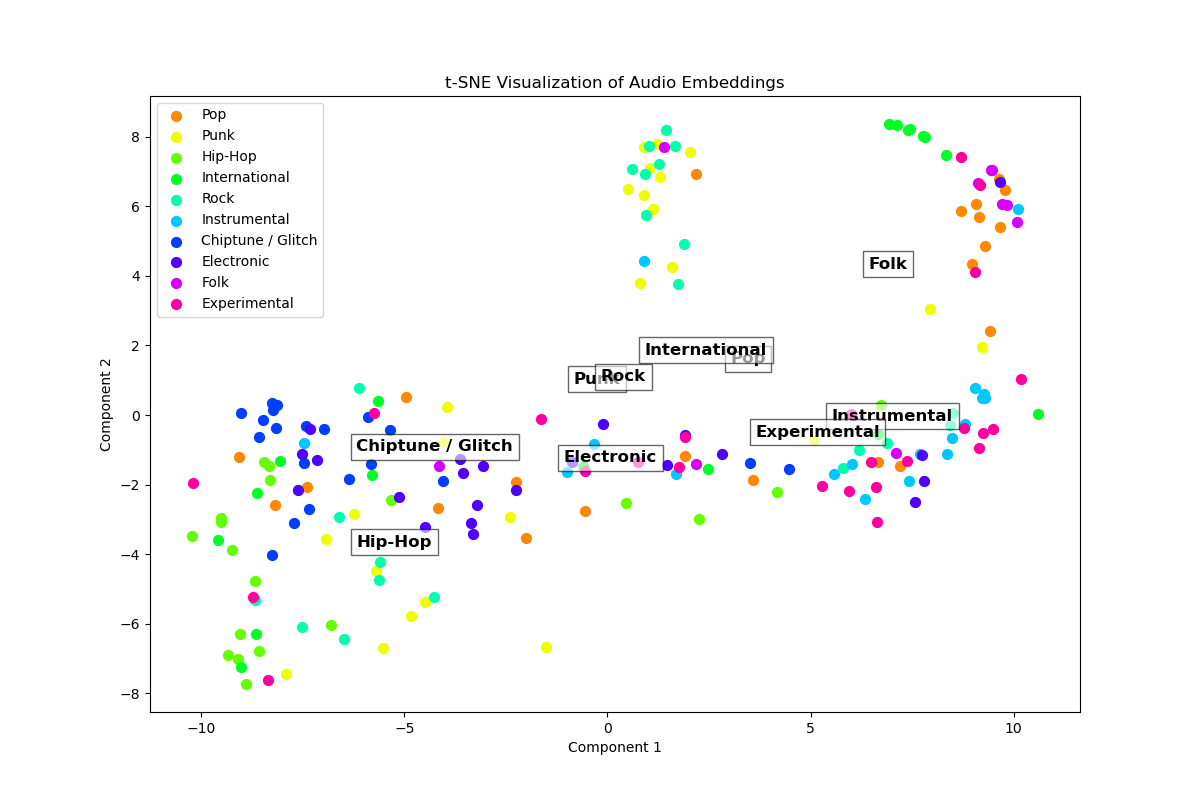 t-SNE Visualization of Audio Embeddings
Pop
Punk
Hip-Hop
International
Rock
Instrumental
Chiptune / Glitch
Electronic
Folk
Experimental
8
6
4
2
0
−2
−4
−6
−8
Folk
International
Pop
Punk
Rock
Instrumental
Experimental
Chiptune / Glitch
Electronic
Hip-Hop
−10
−5
0
5
10
Component 1
Component 2